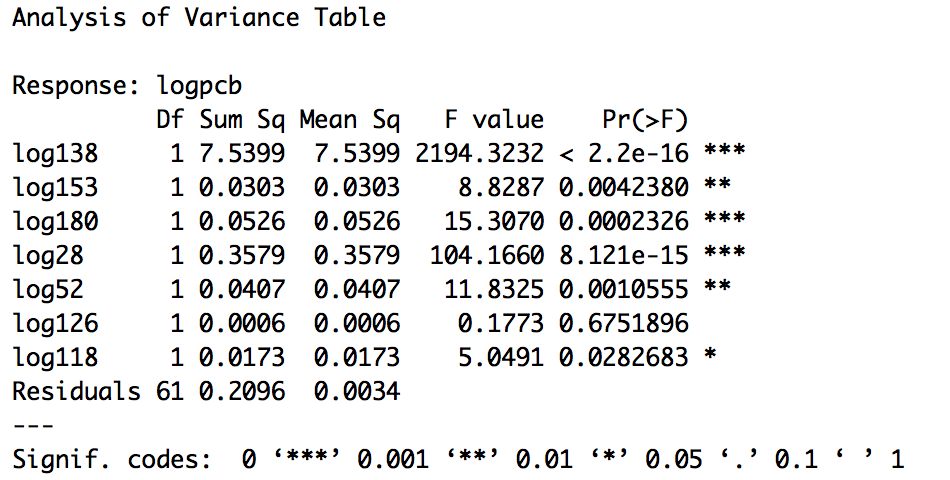 Analysis of Variance Table
Response: logpcb
Df Sum Sq Mean Sq F value Pr(>F)
log138 1 7.5399 7.5399 2194.3232 < 2.2e-16 ***
log153 1 0.0303 0.0303 8.8287 0.0042380 **
log180 1 0.0526 0.0526 15.3070 0.0002326 ***
log28 1 0.3579 0.3579 104.1660 8.121e-15 ***
log52 1 0.0407 0.0407 11.8325 0.0010555 **
log126 1 0.0006 0.0006 0.1773 0.6751896
log118 1 0.0173 0.0173 5.0491 0.0282683 *
Residuals 61 0.2096 0.0034
---
Signif. codes: 0 ‘***’ 0.001 ‘**’ 0.01 ‘*’ 0.05 ‘.’ 0.1 ‘ ’ 1